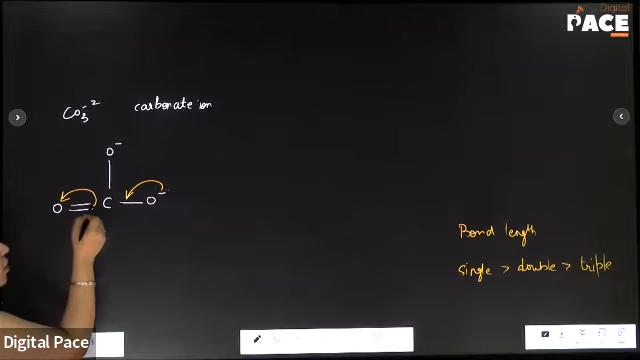 Digital
PACE
CO3-2 carbonate ion
O-
O = C — O-
Bond length
single > double > triple
Digital Pace